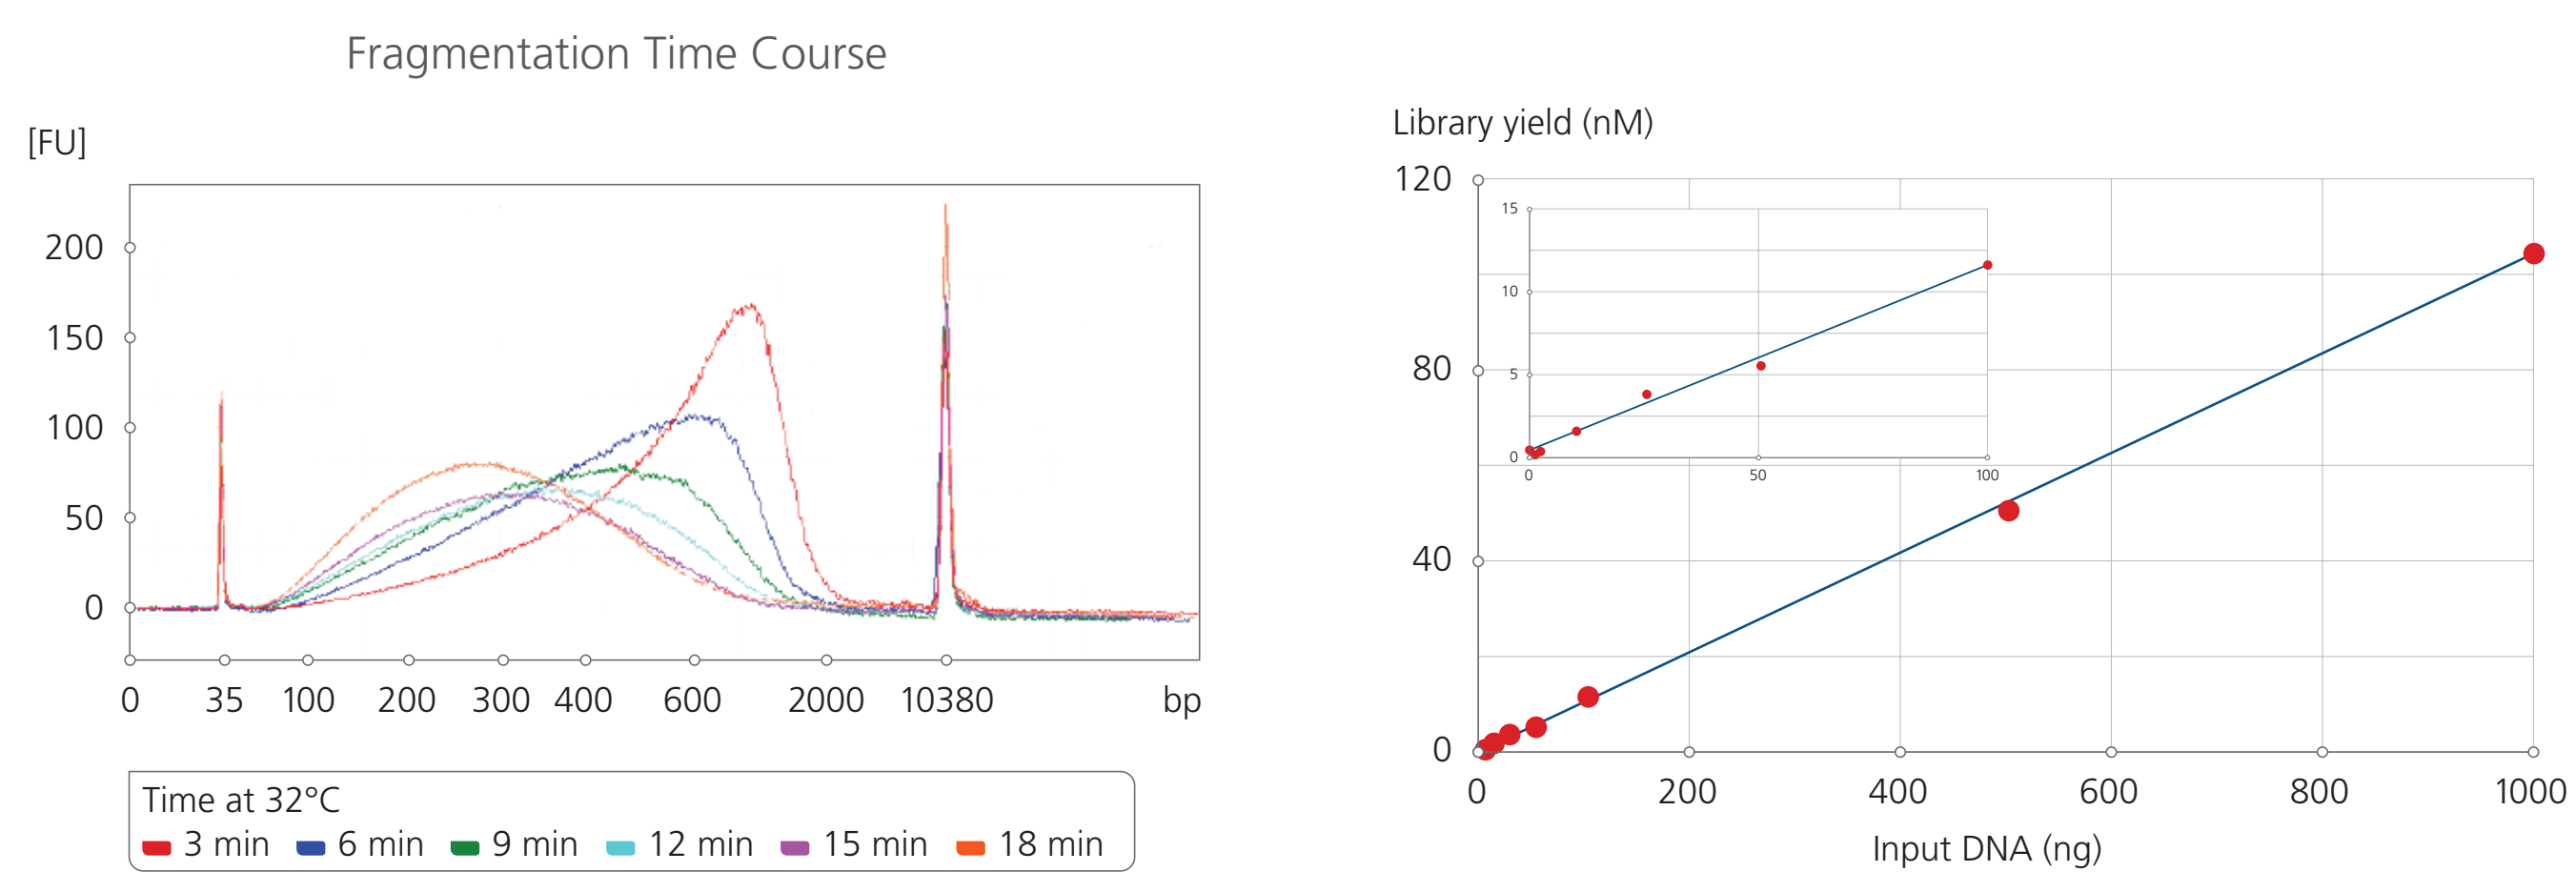 Fragmentation Time Course
[FU]
200
150
100
50
0
0 35 100 200 300 400 600 2000 10380 bp
Time at 32°C
3 min 6 min 9 min 12 min 15 min 18 min
Library yield (nM)
120
80
40
0
15
10
5
0
0 50 100
0 200 400 600 800 1000
Input DNA (ng)